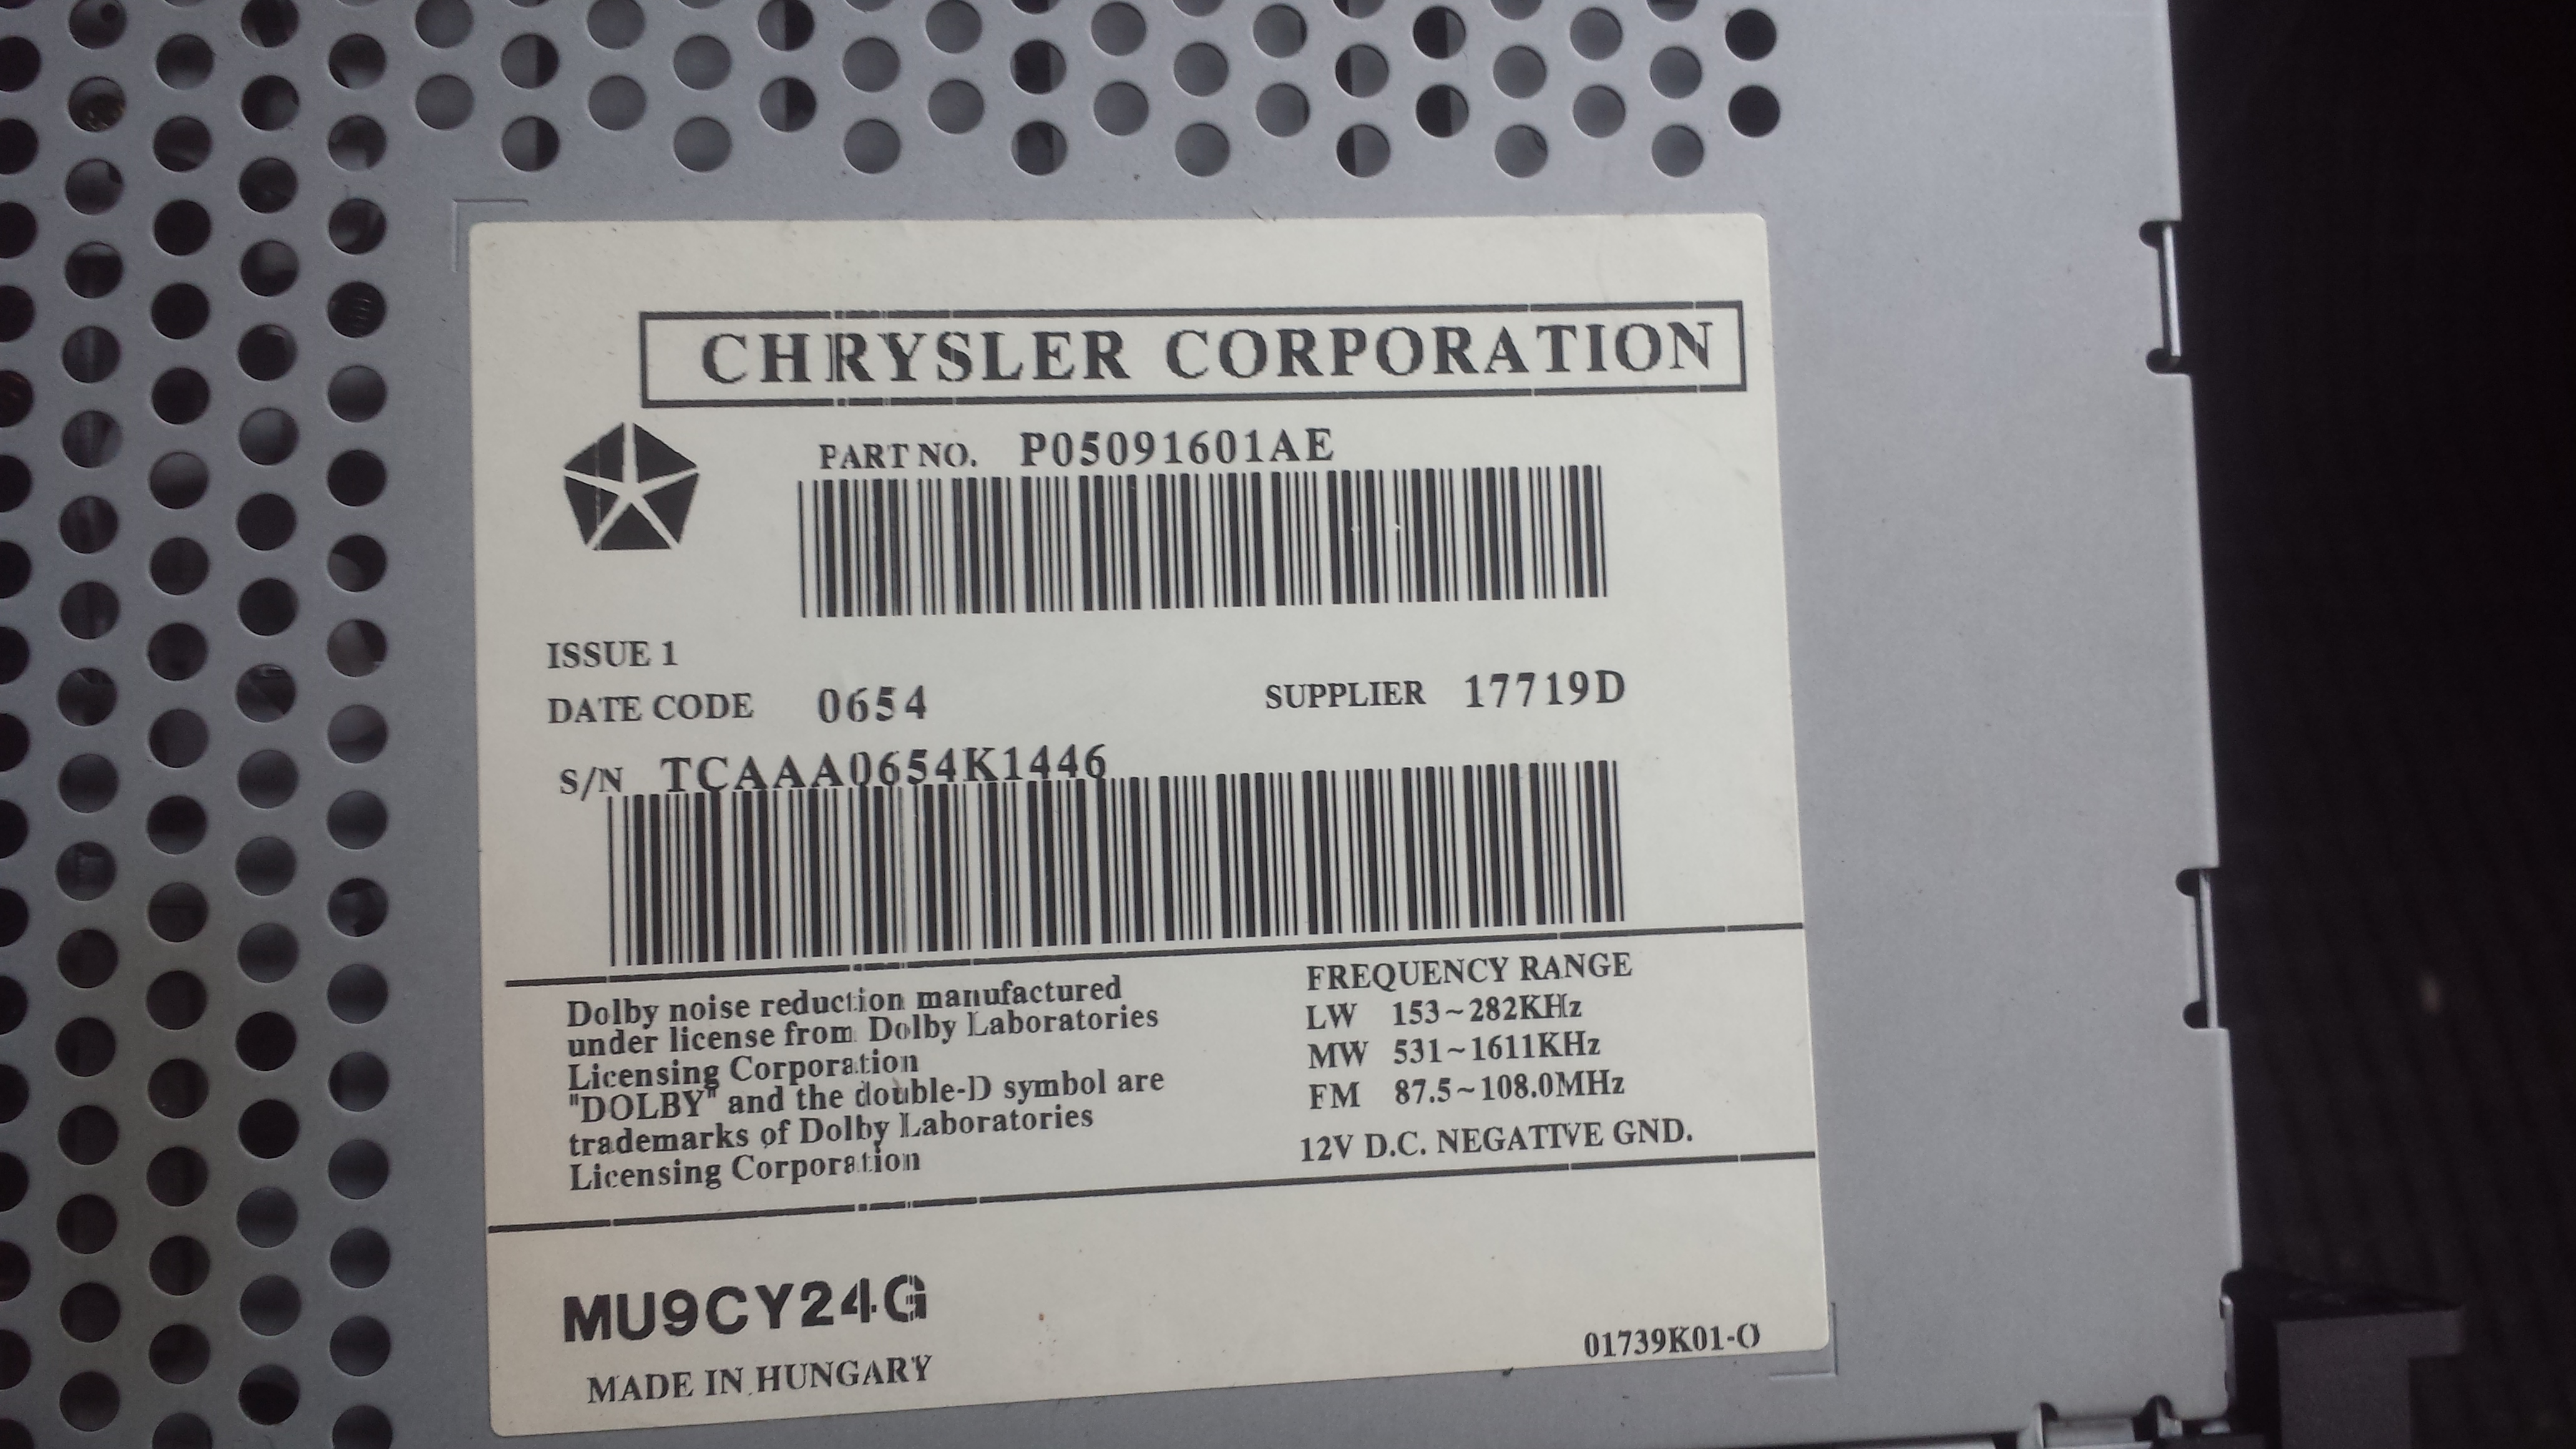 CHRYSLER CORPORATION
PART NO. P05091601AE
ISSUE 1
DATE CODE 0654 SUPPLIER 17719D
S/N TCAAA0654K1446
Dolby noise reduction manufactured
under license from Dolby Laboratories
Licensing Corporation
"DOLBY" and the double-D symbol are
trademarks of Dolby Laboratories
Licensing Corporation
FREQUENCY RANGE
LW 153~282KHz
MW 531~1611KHz
FM 87.5~108.0MHz
12V D.C. NEGATIVE GND.
MU9CY24G
MADE IN HUNGARY
01739K01-O